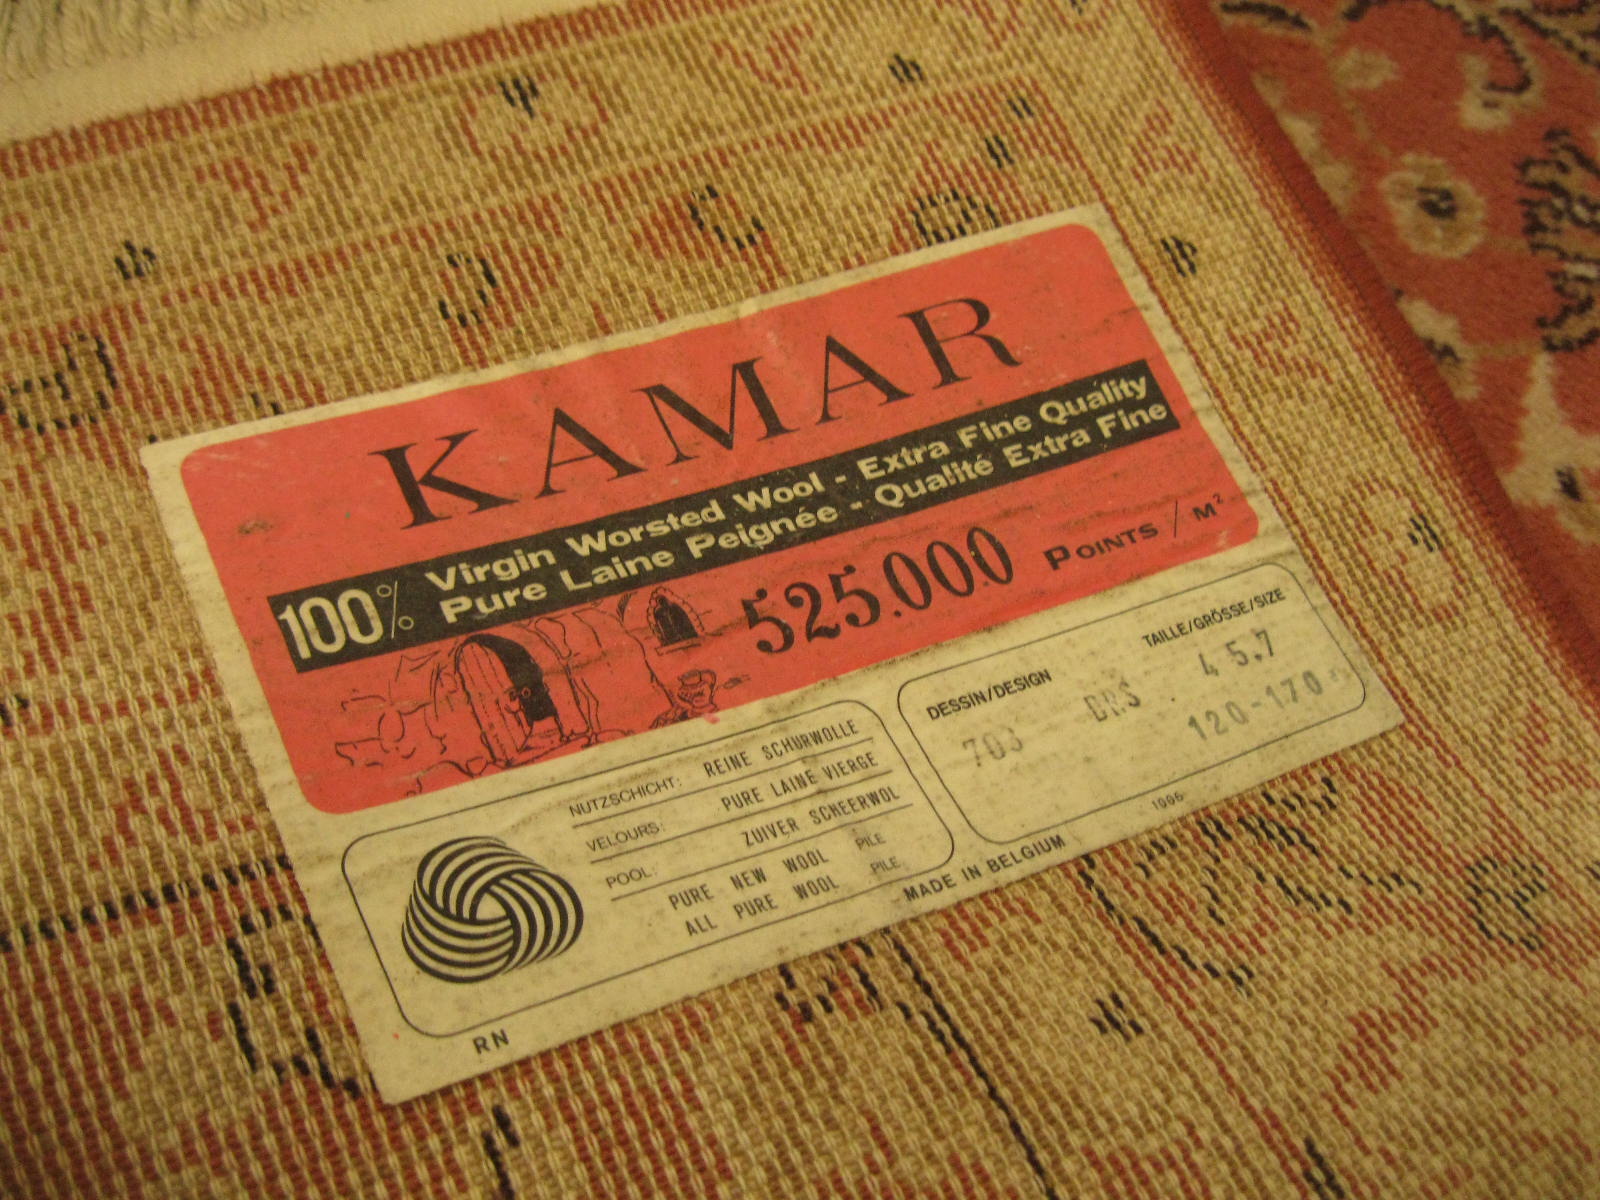 KAMAR
100% Virgin Worsted Wool - Extra Fine Quality
Pure Laine Peignée - Qualité Extra Fine
525.000 POINTS / M²
NUTZSCHICHT: REINE SCHURWOLLE
VELOURS: PURE LAINE VIERGE
POOL: ZUIVER SCHEERWOL
PURE NEW WOOL PILE
ALL PURE WOOL PILE
RN
DESSIN/DESIGN
TAILLE/GRÖSSE/SIZE
703 DRS 4 5.7
120-170
MADE IN BELGIUM